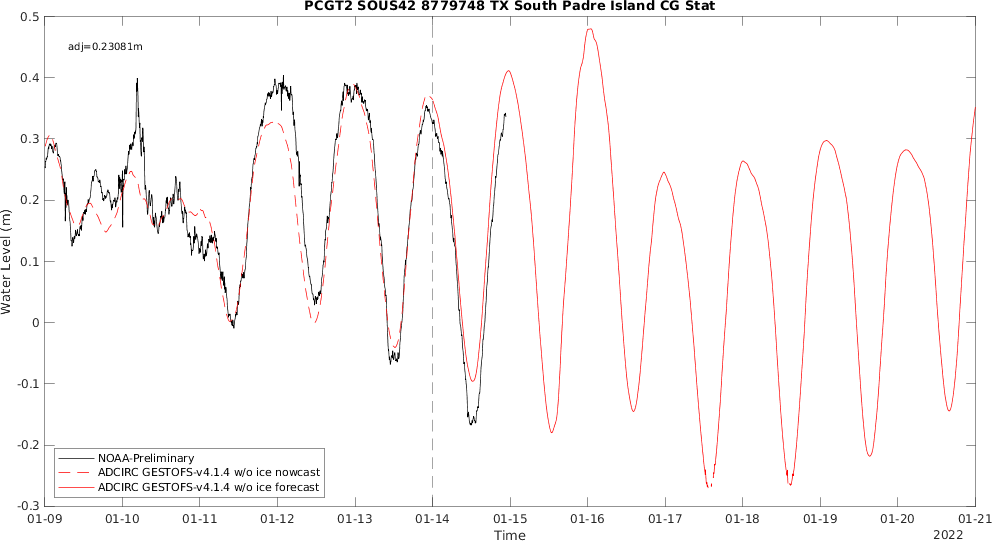 PCGT2 SOUS42 8779748 TX South Padre Island CG Stat
adj=0.23081m
0.5
0.4
0.3
0.2
0.1
0
-0.1
-0.2
-0.3
Water Level (m)
NOAA-Preliminary
ADCIRC GESTOFS-v4.1.4 w/o ice nowcast
ADCIRC GESTOFS-v4.1.4 w/o ice forecast
01-09 01-10 01-11 01-12 01-13 01-14 01-15 01-16 01-17 01-18 01-19 01-20 01-21
Time
2022